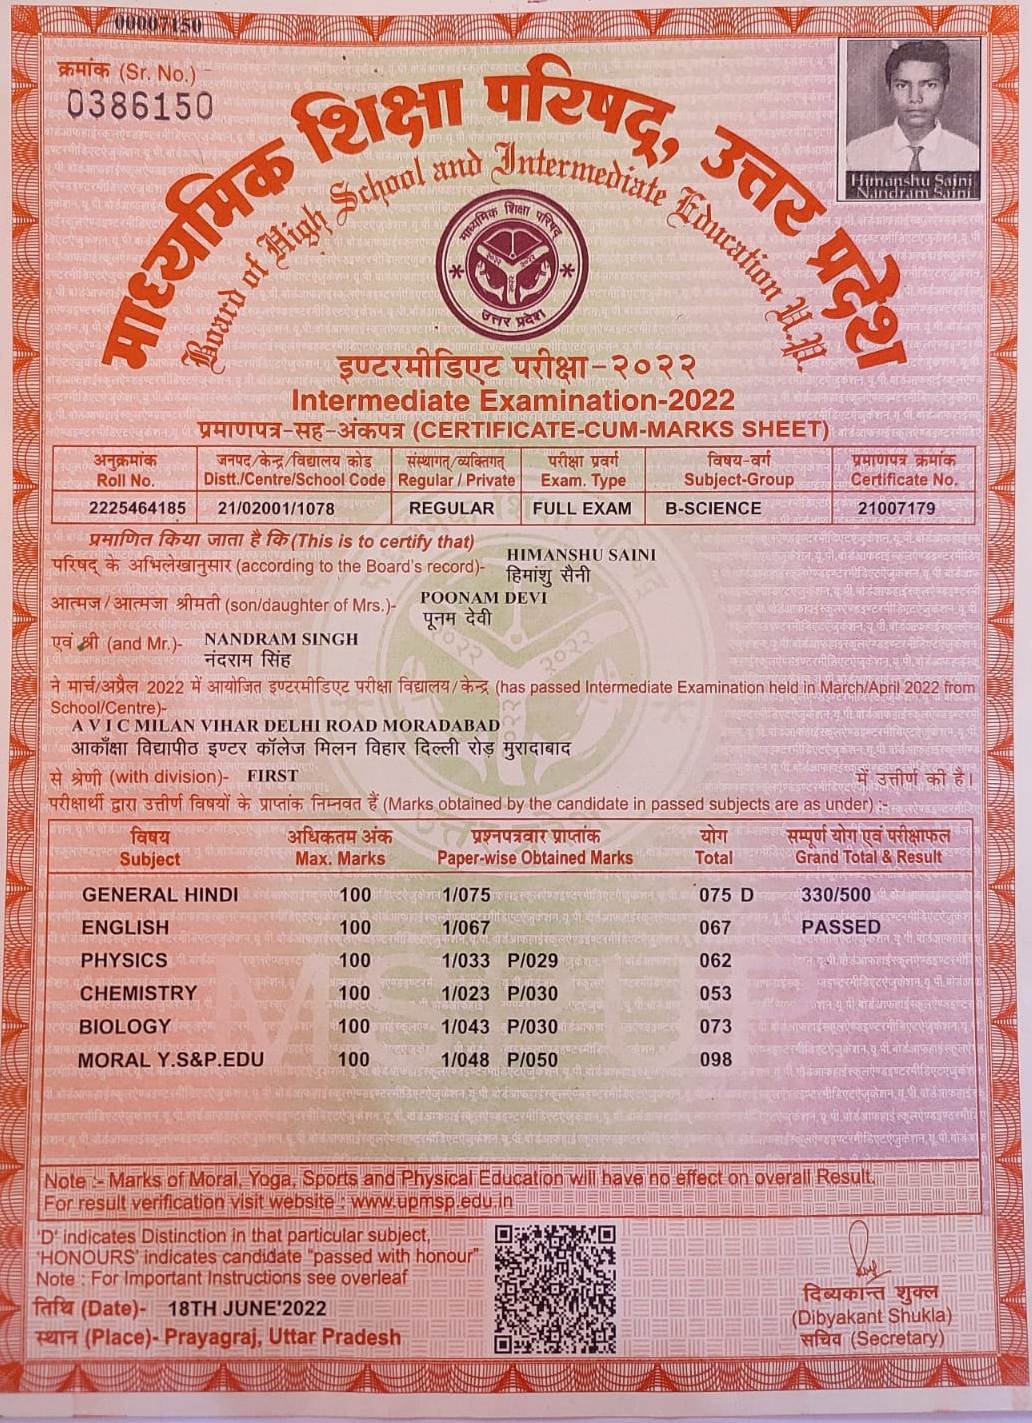 00007150
क्रमांक (Sr. No.) -
0386150
Himanshu Saini
Nandram Saini
माध्यमिक शिक्षा परिषद्, उत्तर प्रदेश
Board of High School and Intermediate Education U.P.
माध्यमिक शिक्षा परिषद्
उत्तर प्रदेश
इण्टरमीडिएट परीक्षा-२०२२
Intermediate Examination-2022
प्रमाणपत्र-सह-अंकपत्र (CERTIFICATE-CUM-MARKS SHEET)
अनुक्रमांक जनपद/केन्द्र/विद्यालय कोड संस्थागत/व्यक्तिगत परीक्षा प्रवर्ग विषय-वर्ग प्रमाणपत्र क्रमांक
Roll No. Distt./Centre/School Code Regular / Private Exam. Type Subject-Group Certificate No.
2225464185 21/02001/1078 REGULAR FULL EXAM B-SCIENCE 21007179
प्रमाणित किया जाता है कि (This is to certify that)
परिषद् के अभिलेखानुसार (according to the Board's record)- HIMANSHU SAINI
हिमांशु सैनी
आत्मज/आत्मजा श्रीमती (son/daughter of Mrs.)- POONAM DEVI
पूनम देवी
एवं श्री (and Mr.)- NANDRAM SINGH
नंदराम सिंह
ने मार्च/अप्रैल 2022 में आयोजित इण्टरमीडिएट परीक्षा विद्यालय/केन्द्र (has passed Intermediate Examination held in March/April 2022 from
School/Centre)-
A V I C MILAN VIHAR DELHI ROAD MORADABAD
आकाँक्षा विद्यापीठ इण्टर कॉलेज मिलन विहार दिल्ली रोड़ मुरादाबाद
से श्रेणी (with division)- FIRST में उत्तीर्ण की है।
परीक्षार्थी द्वारा उत्तीर्ण विषयों के प्राप्तांक निम्नवत हैं (Marks obtained by the candidate in passed subjects are as under) :-
विषय अधिकतम अंक प्रश्नपत्रवार प्राप्तांक योग सम्पूर्ण योग एवं परीक्षाफल
Subject Max. Marks Paper-wise Obtained Marks Total Grand Total & Result
GENERAL HINDI 100 1/075 075 D 330/500
ENGLISH 100 1/067 067 PASSED
PHYSICS 100 1/033 P/029 062
CHEMISTRY 100 1/023 P/030 053
BIOLOGY 100 1/043 P/030 073
MORAL Y.S&P.EDU 100 1/048 P/050 098
Note :- Marks of Moral, Yoga, Sports and Physical Education will have no effect on overall Result.
For result verification visit website : www.upmsp.edu.in
'D' indicates Distinction in that particular subject,
'HONOURS' indicates candidate "passed with honour"
Note : For Important Instructions see overleaf
तिथि (Date)- 18TH JUNE'2022
स्थान (Place)- Prayagraj, Uttar Pradesh
दिब्यकान्त शुक्ल
(Dibyakant Shukla)
सचिव (Secretary)